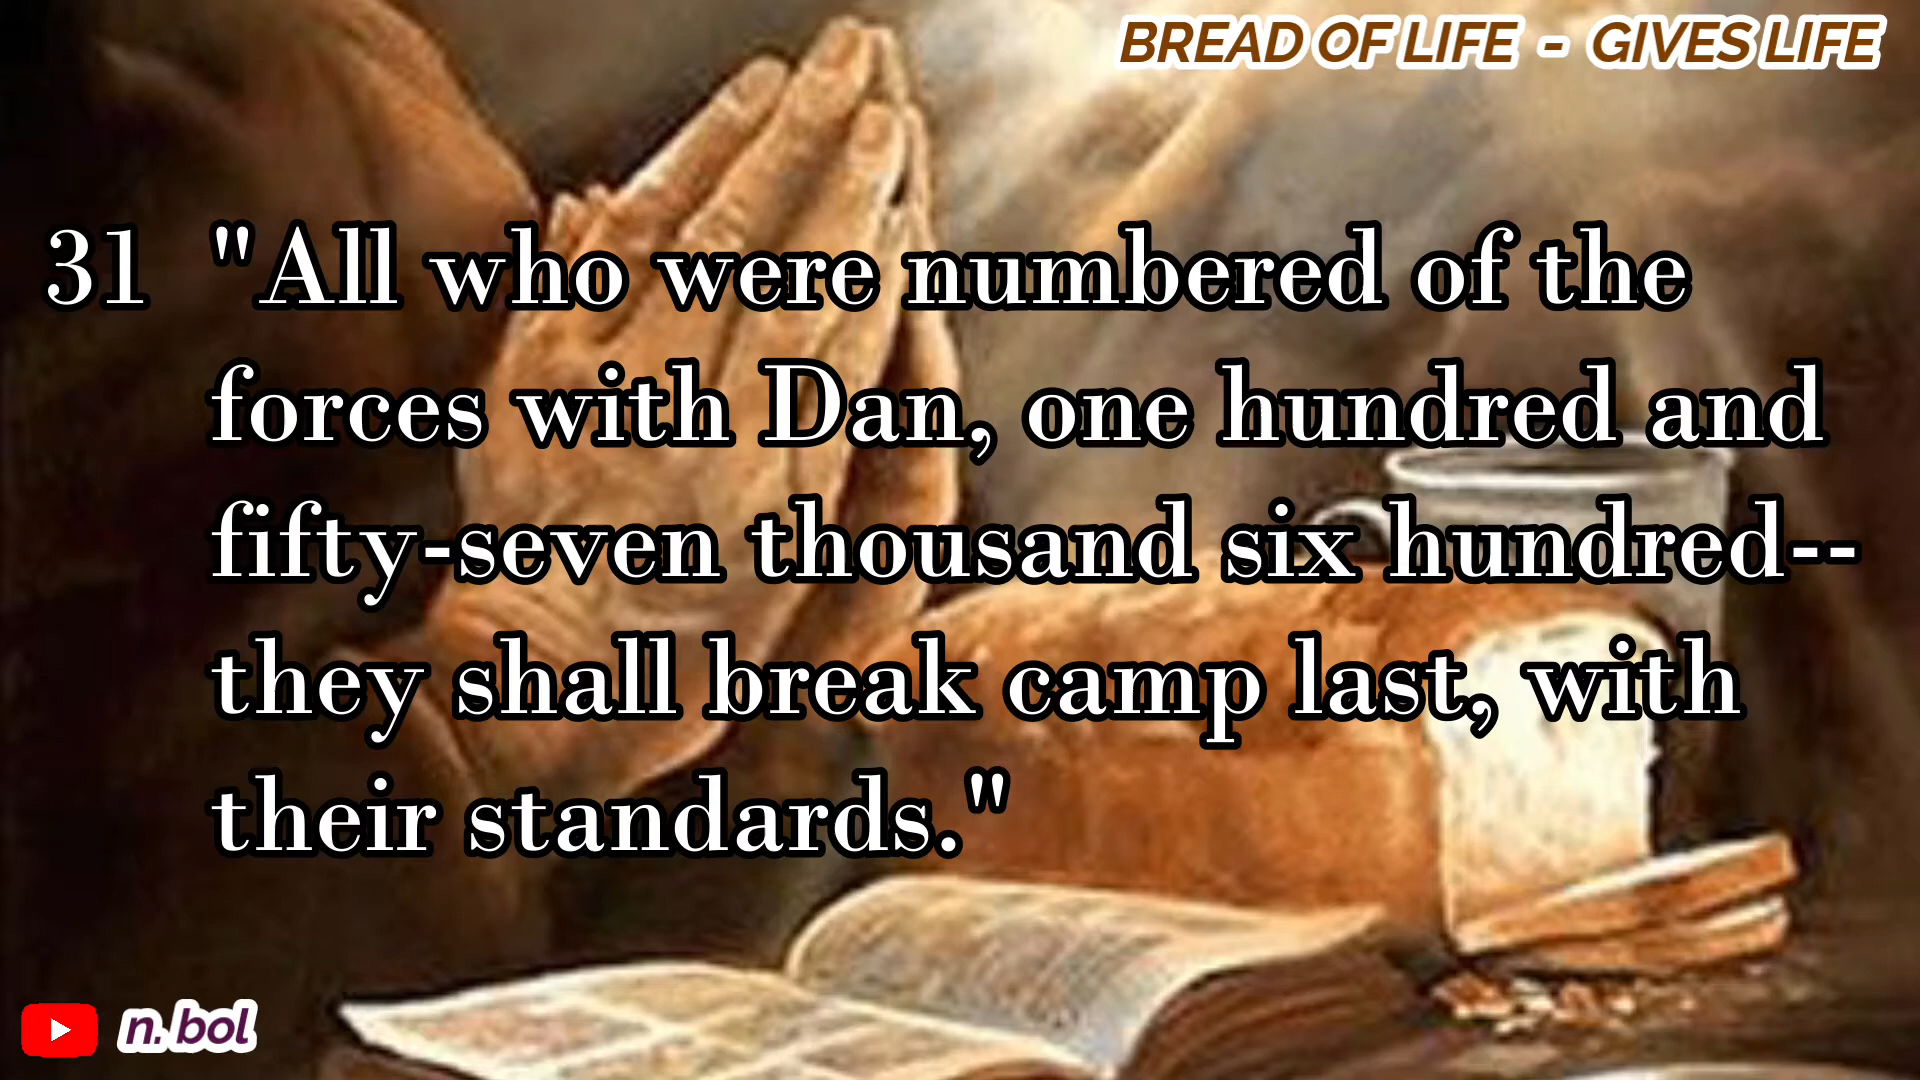 BREAD OF LIFE - GIVES LIFE
31 "All who were numbered of the
forces with Dan, one hundred and
fifty-seven thousand six hundred--
they shall break camp last, with
their standards."
n. bol